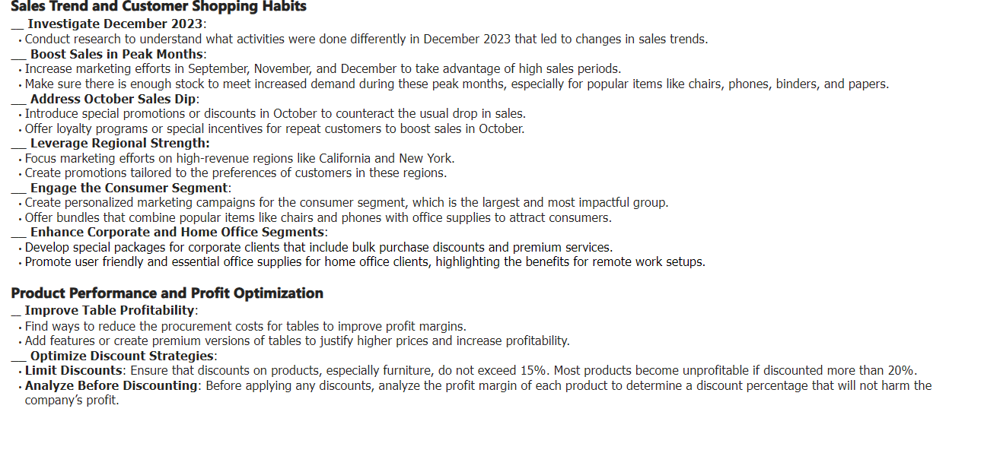 Sales Trend and Customer Shopping Habits
__ Investigate December 2023:
• Conduct research to understand what activities were done differently in December 2023 that led to changes in sales trends.
__ Boost Sales in Peak Months:
• Increase marketing efforts in September, November, and December to take advantage of high sales periods.
• Make sure there is enough stock to meet increased demand during these peak months, especially for popular items like chairs, phones, binders, and papers.
__ Address October Sales Dip:
• Introduce special promotions or discounts in October to counteract the usual drop in sales.
• Offer loyalty programs or special incentives for repeat customers to boost sales in October.
__ Leverage Regional Strength:
• Focus marketing efforts on high-revenue regions like California and New York.
• Create promotions tailored to the preferences of customers in these regions.
__ Engage the Consumer Segment:
• Create personalized marketing campaigns for the consumer segment, which is the largest and most impactful group.
• Offer bundles that combine popular items like chairs and phones with office supplies to attract consumers.
__ Enhance Corporate and Home Office Segments:
• Develop special packages for corporate clients that include bulk purchase discounts and premium services.
• Promote user friendly and essential office supplies for home office clients, highlighting the benefits for remote work setups.
Product Performance and Profit Optimization
_ Improve Table Profitability:
• Find ways to reduce the procurement costs for tables to improve profit margins.
• Add features or create premium versions of tables to justify higher prices and increase profitability.
__ Optimize Discount Strategies:
• Limit Discounts: Ensure that discounts on products, especially furniture, do not exceed 15%. Most products become unprofitable if discounted more than 20%.
• Analyze Before Discounting: Before applying any discounts, analyze the profit margin of each product to determine a discount percentage that will not harm the
company's profit.